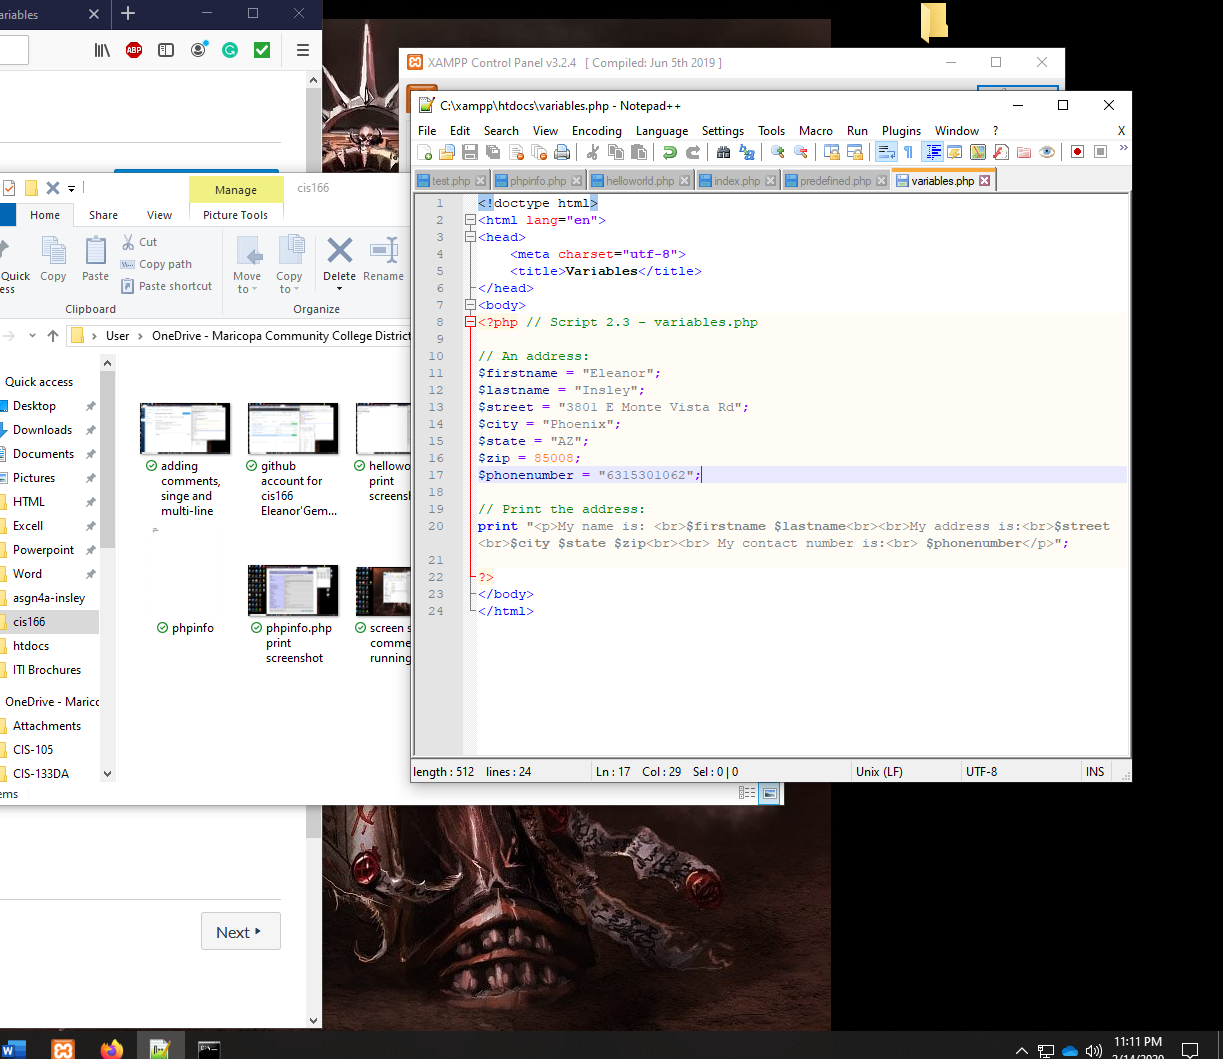 ariables
ABP
XAMPP Control Panel v3.2.4 [ Compiled: Jun 5th 2019 ]
C:\xampp\htdocs\variables.php - Notepad++
File Edit Search View Encoding Language Settings Tools Macro Run Plugins Window ? X
test.php phpinfo.php helloworld.php index.php predefined.php variables.php
1 <!doctype html>
2 <html lang="en">
3 <head>
4 <meta charset="utf-8">
5 <title>Variables</title>
6 </head>
7 <body>
8 <?php // Script 2.3 - variables.php
9
10 // An address:
11 $firstname = "Eleanor";
12 $lastname = "Insley";
13 $street = "3801 E Monte Vista Rd";
14 $city = "Phoenix";
15 $state = "AZ";
16 $zip = 85008;
17 $phonenumber = "6315301062";
18
19 // Print the address:
20 print "<p>My name is: <br>$firstname $lastname<br><br>My address is:<br>$street
<br>$city $state $zip<br><br> My contact number is:<br> $phonenumber</p>";
21
22 ?>
23 </body>
24 </html>
length : 512 lines : 24 Ln : 17 Col : 29 Sel : 0 | 0 Unix (LF) UTF-8 INS
Manage cis166
Home Share View Picture Tools
Quick
ess
Copy
Paste
Cut
Copy path
Paste shortcut
Move
to
Copy
to
Delete
Rename
Clipboard Organize
User OneDrive - Maricopa Community College District
Quick access
Desktop
Downloads
Documents
Pictures
HTML
Excell
Powerpoint
Word
asgn4a-insley
cis166
htdocs
ITI Brochures
OneDrive - Maricc
Attachments
CIS-105
CIS-133DA
ems
adding
comments,
singe and
multi-line
github
account for
cis166
Eleanor'Gem...
hellowo
print
screensl
phpinfo
phpinfo.php
print
screenshot
screen s
comme
running
Next
11:11 PM
2/14/2020